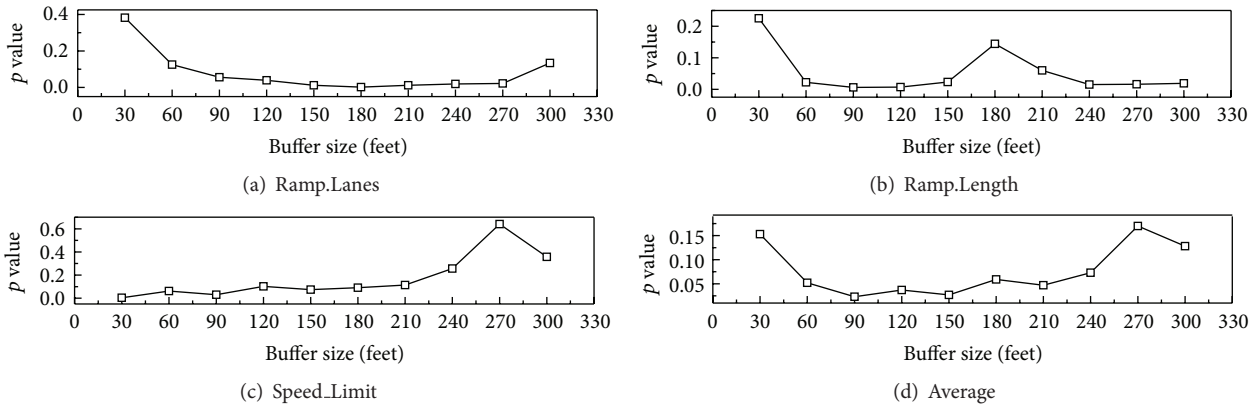 0.4
0.2
0.0
p value
0 30 60 90 120 150 180 210 240 270 300 330
Buffer size (feet)
(a) Ramp.Lanes
0.2
0.1
0.0
p value
0 30 60 90 120 150 180 210 240 270 300 330
Buffer size (feet)
(b) Ramp.Length
0.6
0.4
0.2
0.0
p value
0 30 60 90 120 150 180 210 240 270 300 330
Buffer size (feet)
(c) Speed_Limit
0.15
0.10
0.05
p value
0 30 60 90 120 150 180 210 240 270 300 330
Buffer size (feet)
(d) Average